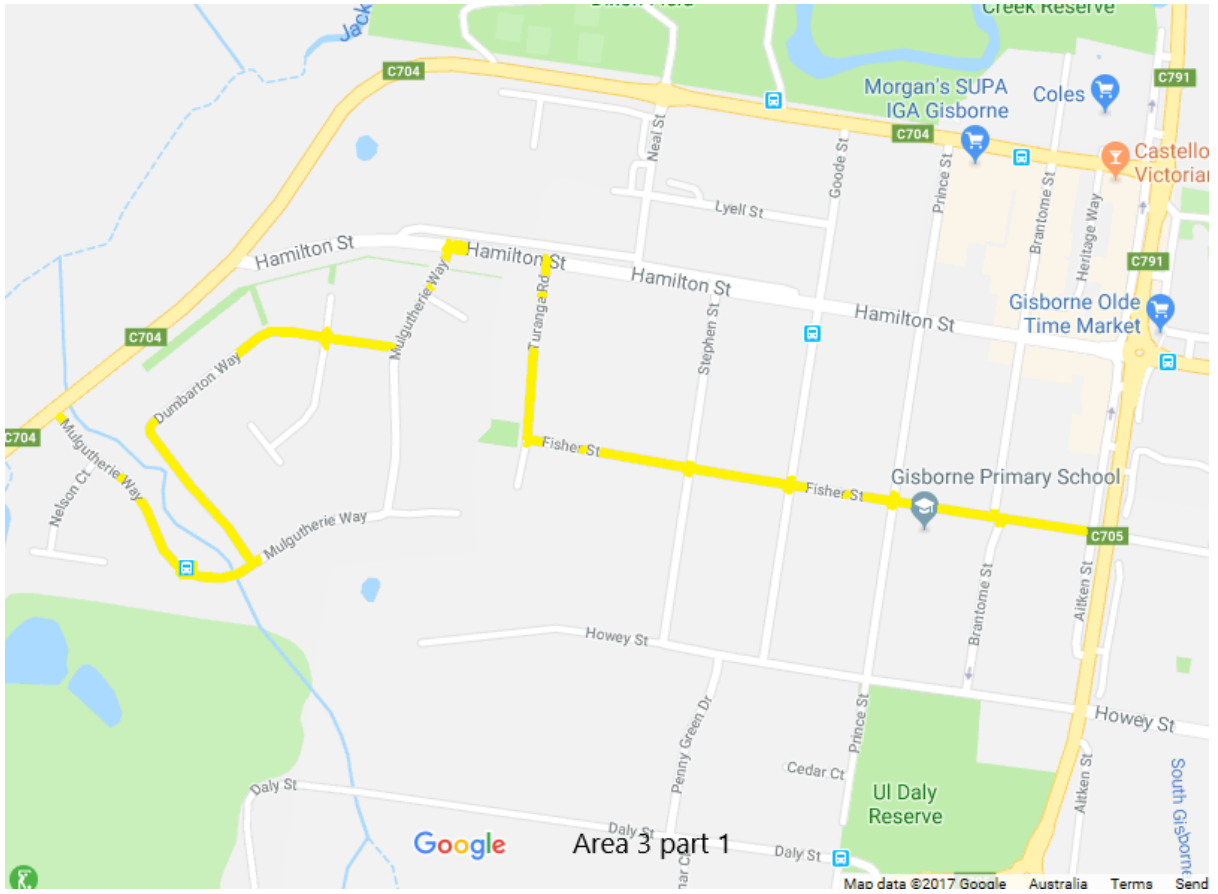 Dixon Field
Creek Reserve
Jack
C704
C791
Morgan's SUPA
IGA Gisborne
Coles
C704
Castello
Victorian
Neal St
Goode St
Prince St
Brantome St
Heritage Way
Lyell St
Hamilton St
Hamilton St
Hamilton St
Hamilton St
C791
Mulgutherie Way
Turanga Rd
Stephen St
Gisborne Olde
Time Market
C704
Dumbarton Way
C704
Mulgutherie Way
Nelson Ct
Fisher St
Fisher St
Gisborne Primary School
C705
Mulgutherie Way
Brantome St
Aitken St
Howey St
Howey St
Penny Green Dr
Prince St
Cedar Ct
Aitken St
South Gisborne
Ul Daly
Reserve
Daly St
Daly St
Daly St
mar Ct
Google
Area 3 part 1
Map data ©2017 Google
Australia
Terms
Send